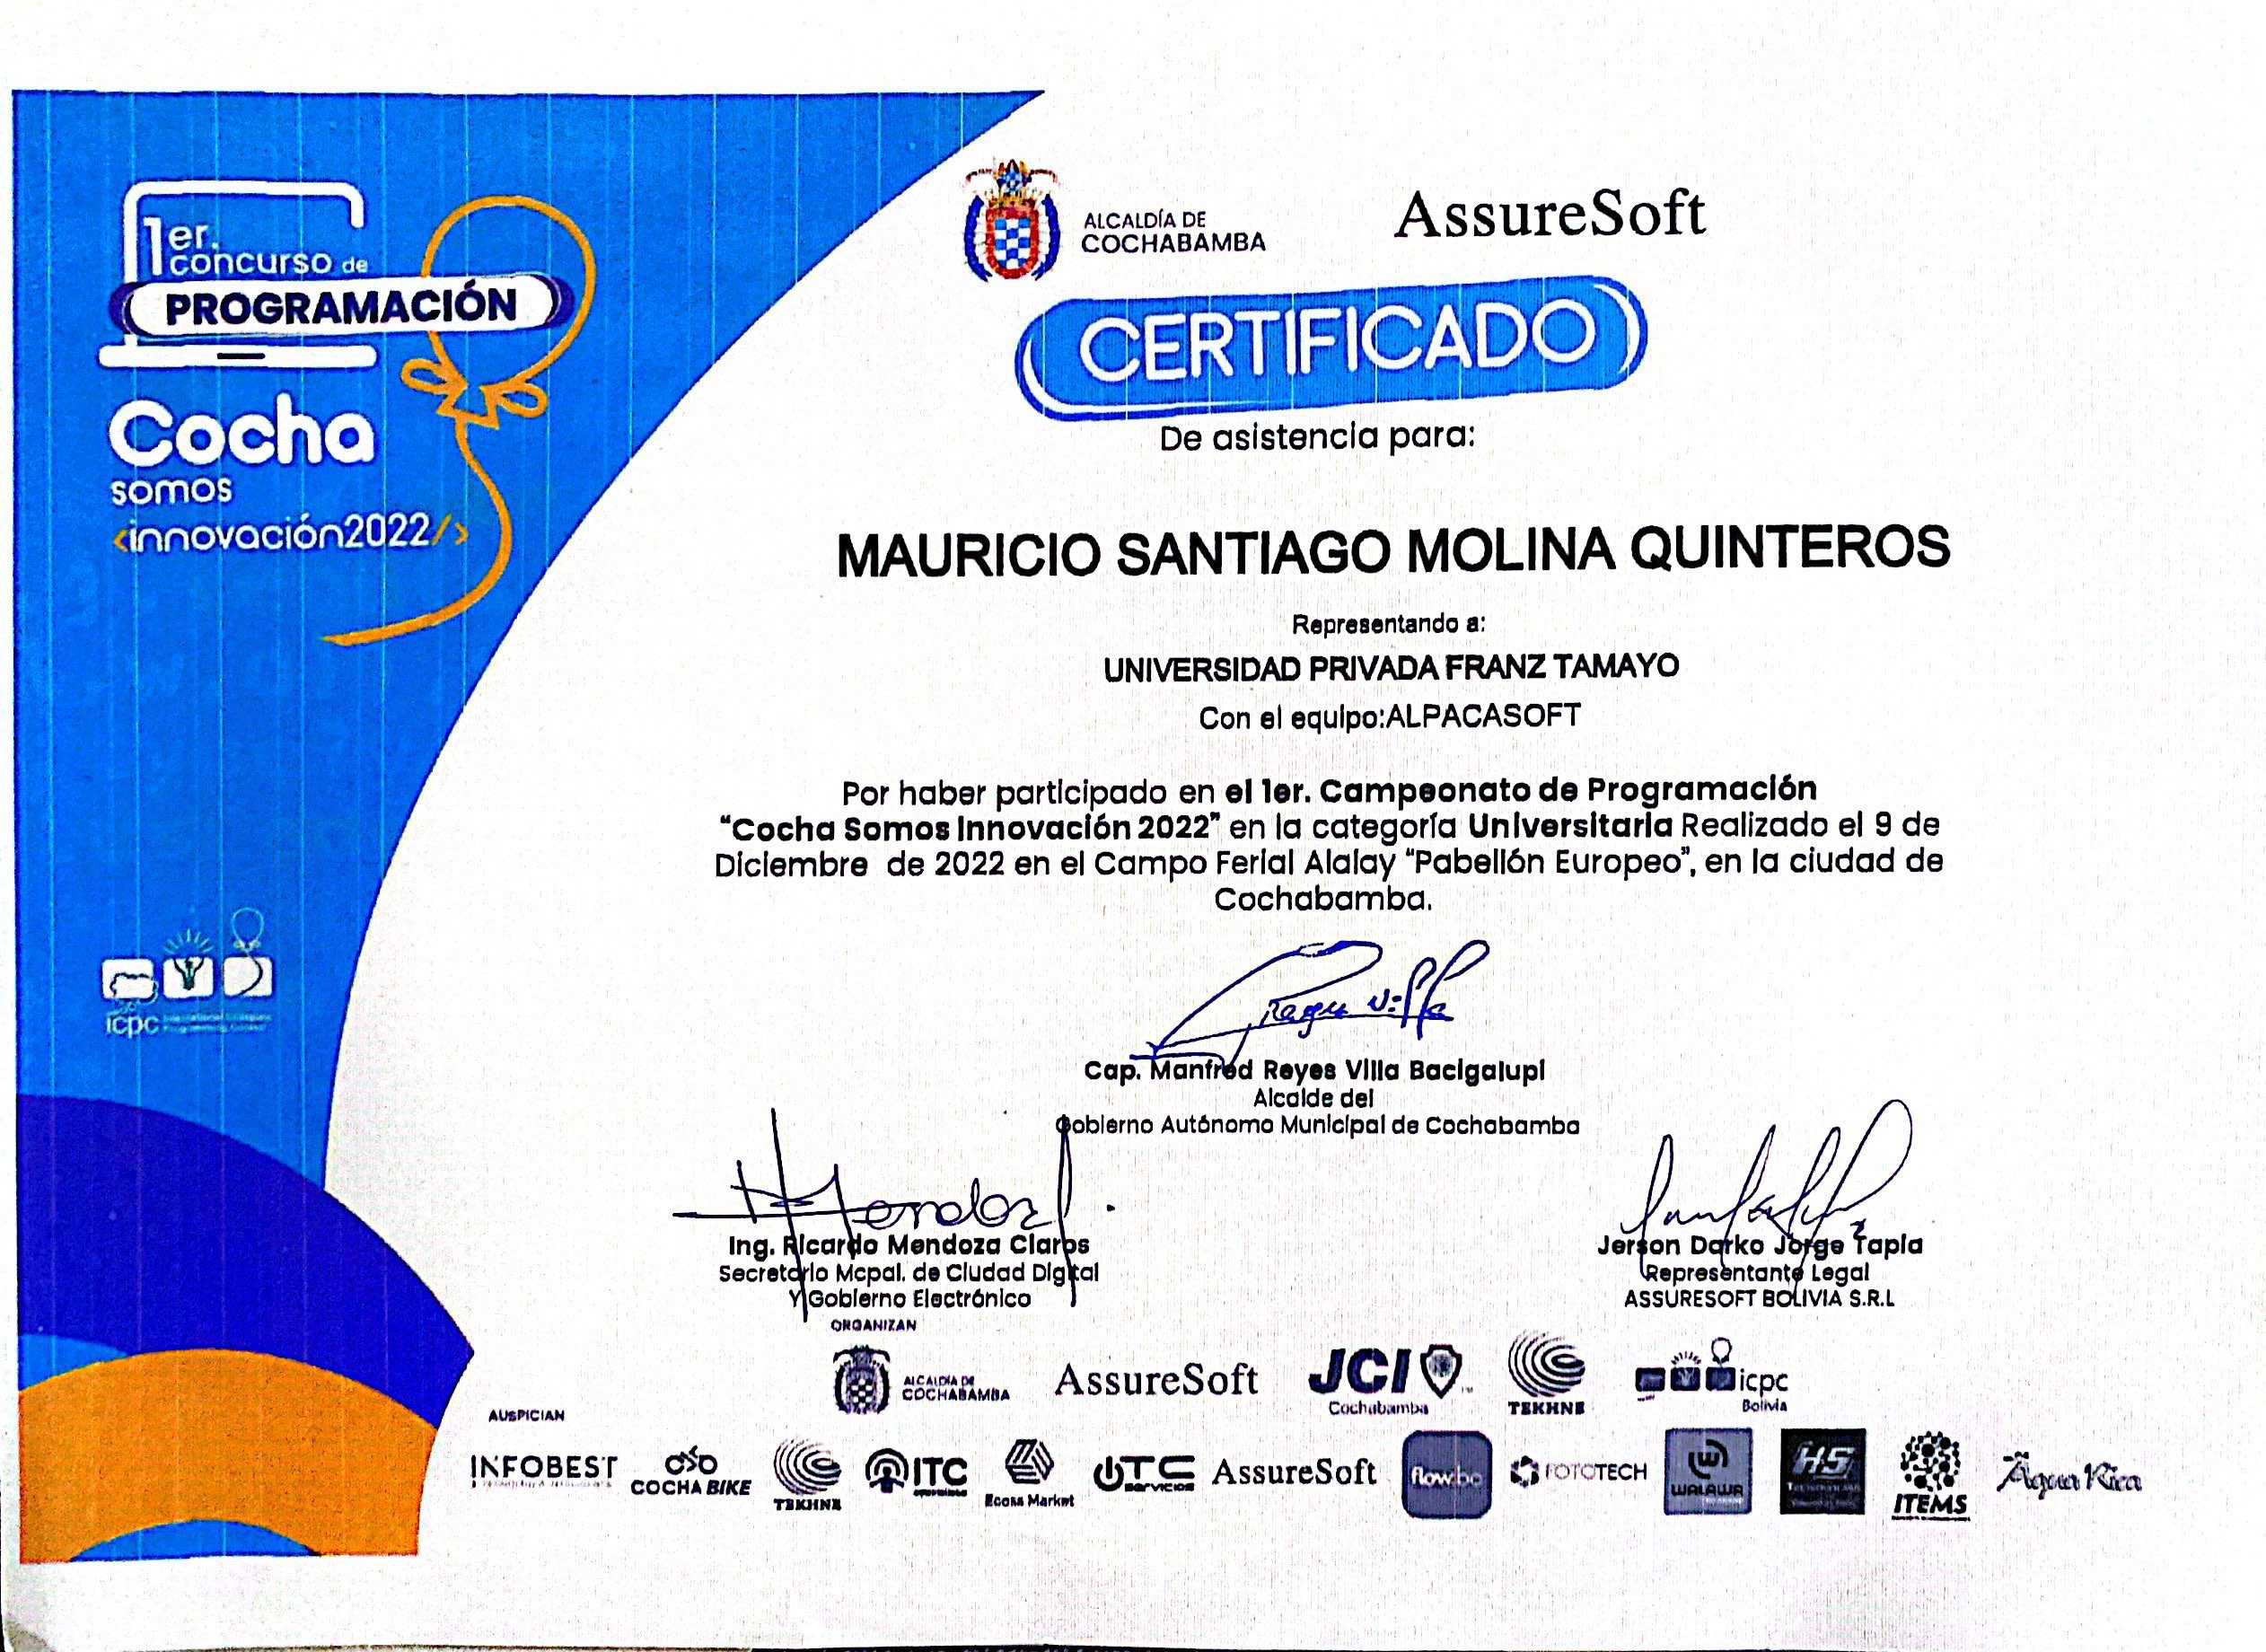 1er.
concurso de
PROGRAMACIÓN
Cocha
somos
<innovación2022/>
icpc
ALCALDÍA DE
COCHABAMBA
AssureSoft
CERTIFICADO
De asistencia para:
MAURICIO SANTIAGO MOLINA QUINTEROS
Representando a:
UNIVERSIDAD PRIVADA FRANZ TAMAYO
Con el equipo:ALPACASOFT
Por haber participado en el 1er. Campeonato de Programación
“Cocha Somos Innovación 2022” en la categoría Universitaria Realizado el 9 de
Diciembre de 2022 en el Campo Ferial Alalay “Pabellón Europeo”, en la ciudad de
Cochabamba.
Cap. Manfred Reyes Villa Bacigalupi
Alcalde del
Gobierno Autónomo Municipal de Cochabamba
Ing. Ricardo Mendoza Claros
Secretario Mcpal. de Ciudad Digital
Y Gobierno Electrónico
Jerson Darko Jorge Tapia
Representante Legal
ASSURESOFT BOLIVIA S.R.L
ORGANIZAN
ALCALDÍA DE
COCHABAMBA
AssureSoft
JCI
Cochabamba
TEKHNE
icpc
Bolivia
AUSPICIAN
INFOBEST
COCHA BIKE
TEKHNE
ITC
Ecoss Market
UTC
servicios
AssureSoft
flow.bo
FOTOTECH
WALAWA
HS
ITEMS
Agua Rica